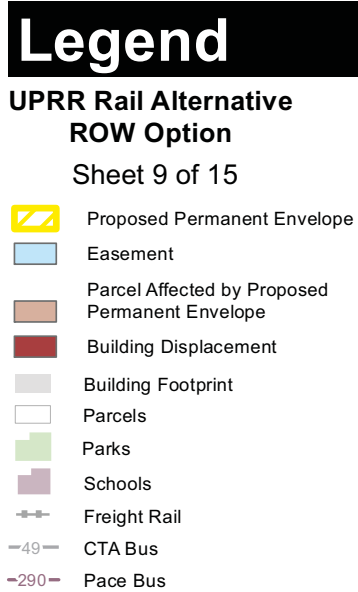 Legend
UPRR Rail Alternative
ROW Option
Sheet 9 of 15
Proposed Permanent Envelope
Easement
Parcel Affected by Proposed
Permanent Envelope
Building Displacement
Building Footprint
Parcels
Parks
Schools
Freight Rail
49 CTA Bus
290 Pace Bus